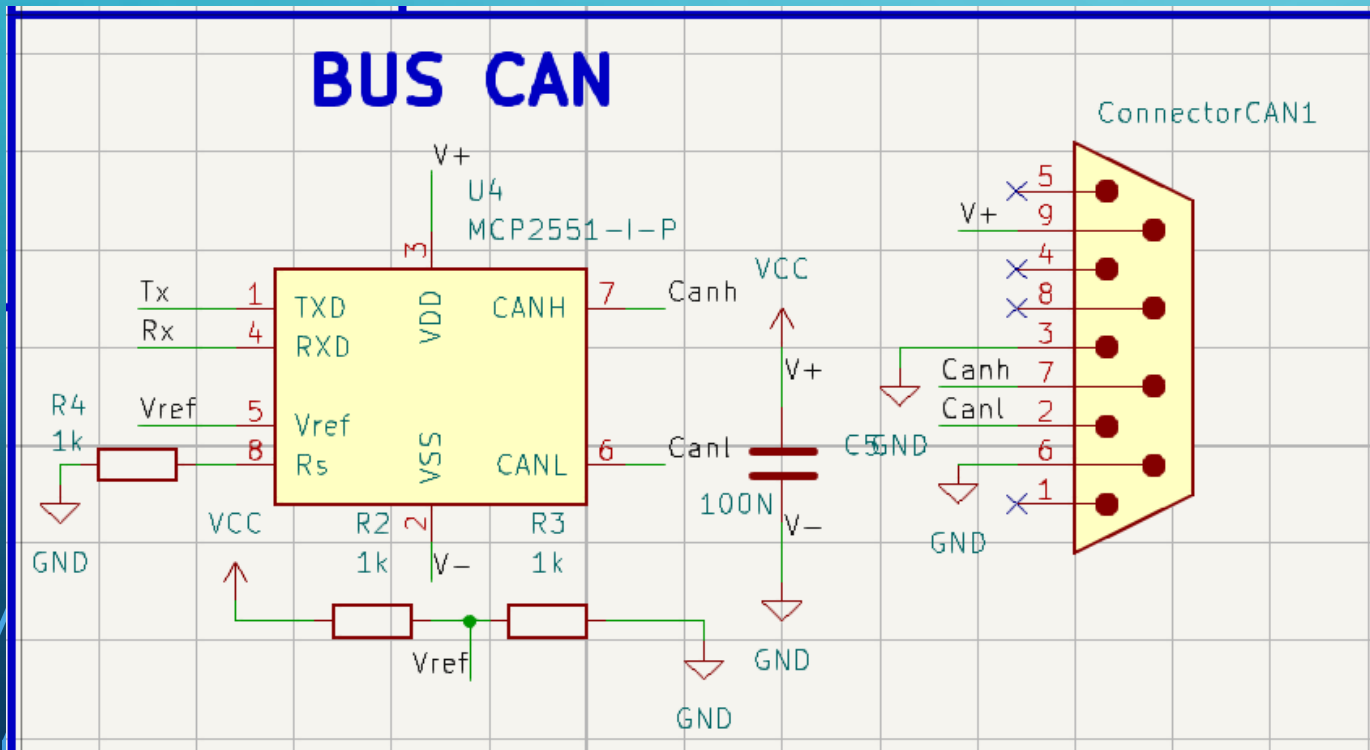 BUS CAN
ConnectorCAN1
V+
U4
MCP2551-I-P
3
5
V+ 9
4
VCC
Tx 1 TXD VDD CANH 7 Canh
8
Rx 4 RXD
3
V+
Canh 7
R4
1k
Vref 5 Vref
Canl 2
8 Rs VSS CANL 6 Canl
C5 GND
6
100N
1
VCC R2 2 R3
V-
GND 1k V- 1k
GND
Vref
GND
GND